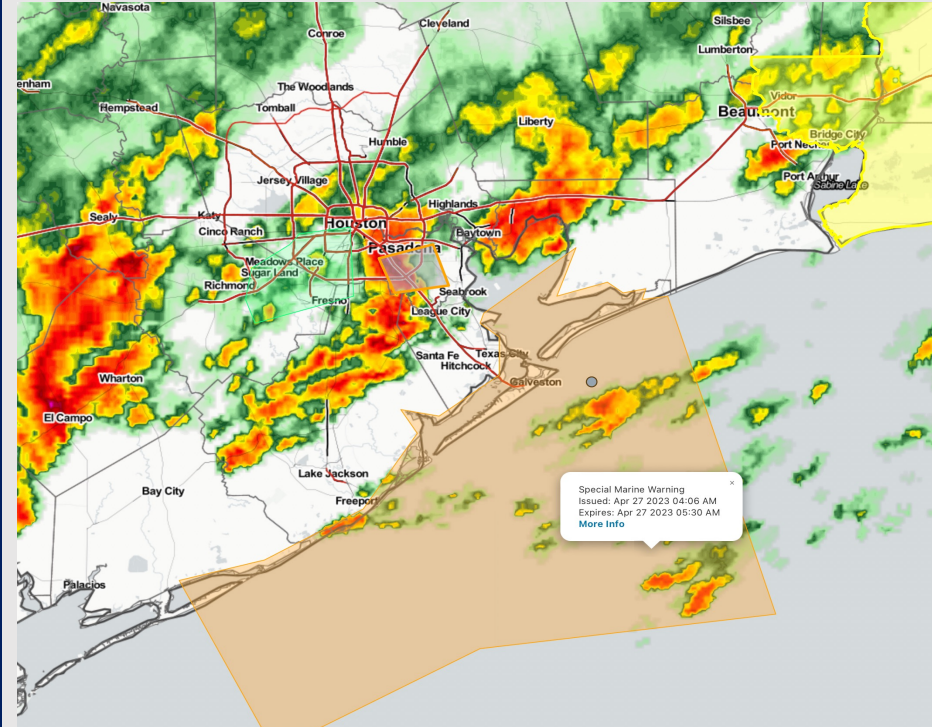 Navasota
Cleveland
Silsbee
Conroe
Lumberton
enham
The Woodlands
Hempstead
Tomball
Vidor
Beaumont
Liberty
Bridge City
Humble
Port Nec
Jersey Village
Port Arthur
Sabine La e
Highlands
Sealy
Katy
Houston
Cinco Ranch
Baytown
Pasadena
Meadows Place
Sugar Land
Richmond
Seabrook
Fresno
League City
Santa Fe
Texas City
Hitchcock
Wharton
Galveston
El Campo
Lake Jackson
Bay City
Freeport
Special Marine Warning
Issued: Apr 27 2023 04:06 AM
Expires: Apr 27 2023 05:30 AM
More Info
Palacios